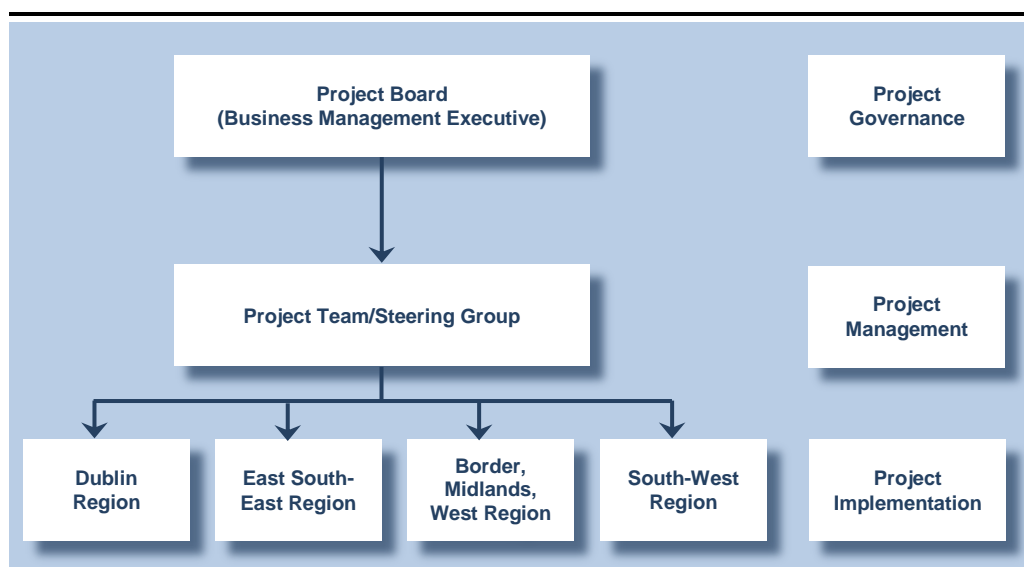 Project Board
(Business Management Executive)
Project
Governance
Project Team/Steering Group
Project
Management
Dublin
Region
East South-
East Region
Border,
Midlands,
West Region
South-West
Region
Project
Implementation